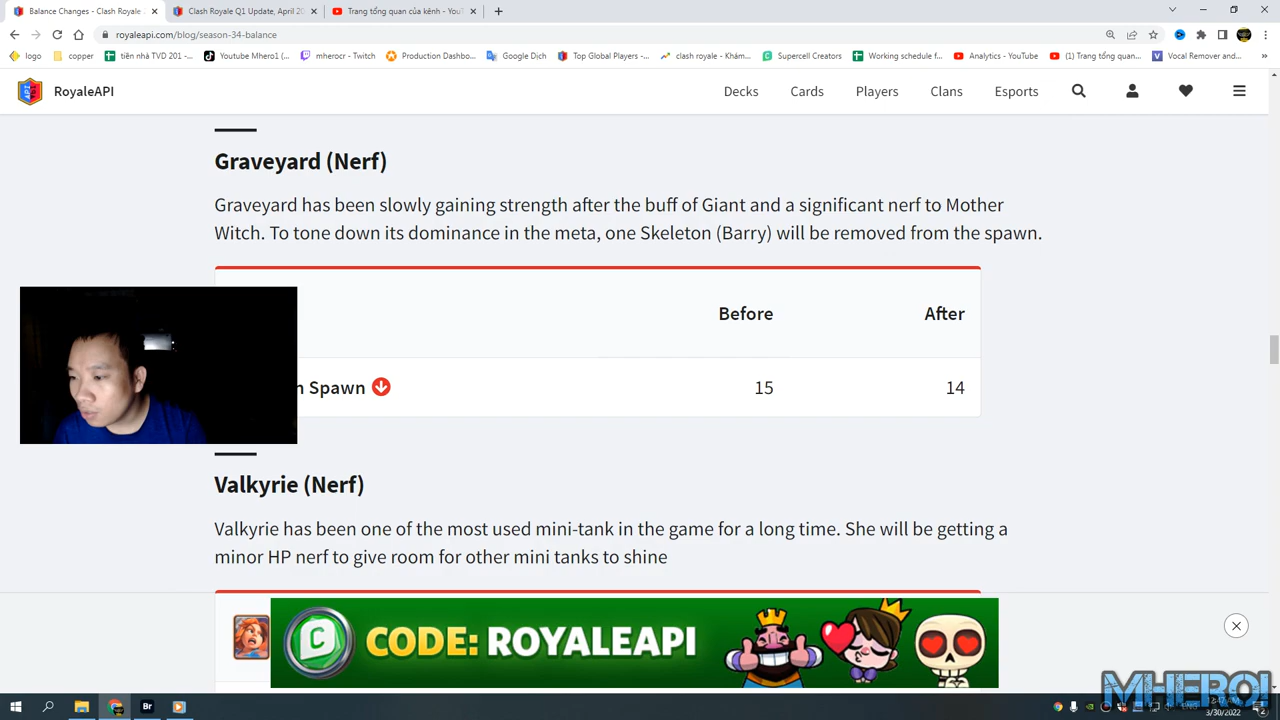 Balance Changes - Clash Royale
Clash Royale Q1 Update, April 20
Trang tổng quan của kênh - YouT
royaleapi.com/blog/season-34-balance
logo
copper
tiền nhà TVD 201 -...
Youtube Mhero1 (...
mherocr - Twitch
Production Dashbo...
Google Dịch
Top Global Players -...
clash royale - Khám...
Supercell Creators
Working schedule f...
Analytics - YouTube
(1) Trang tổng quan...
Vocal Remover and...
»
RoyaleAPI
Decks
Cards
Players
Clans
Esports
Graveyard (Nerf)
Graveyard has been slowly gaining strength after the buff of Giant and a significant nerf to Mother
Witch. To tone down its dominance in the meta, one Skeleton (Barry) will be removed from the spawn.
Before
After
n Spawn
15
14
Valkyrie (Nerf)
Valkyrie has been one of the most used mini-tank in the game for a long time. She will be getting a
minor HP nerf to give room for other mini tanks to shine
C
CODE: ROYALEAPI
MHERO1
Br
ENG
3/30/2022
2